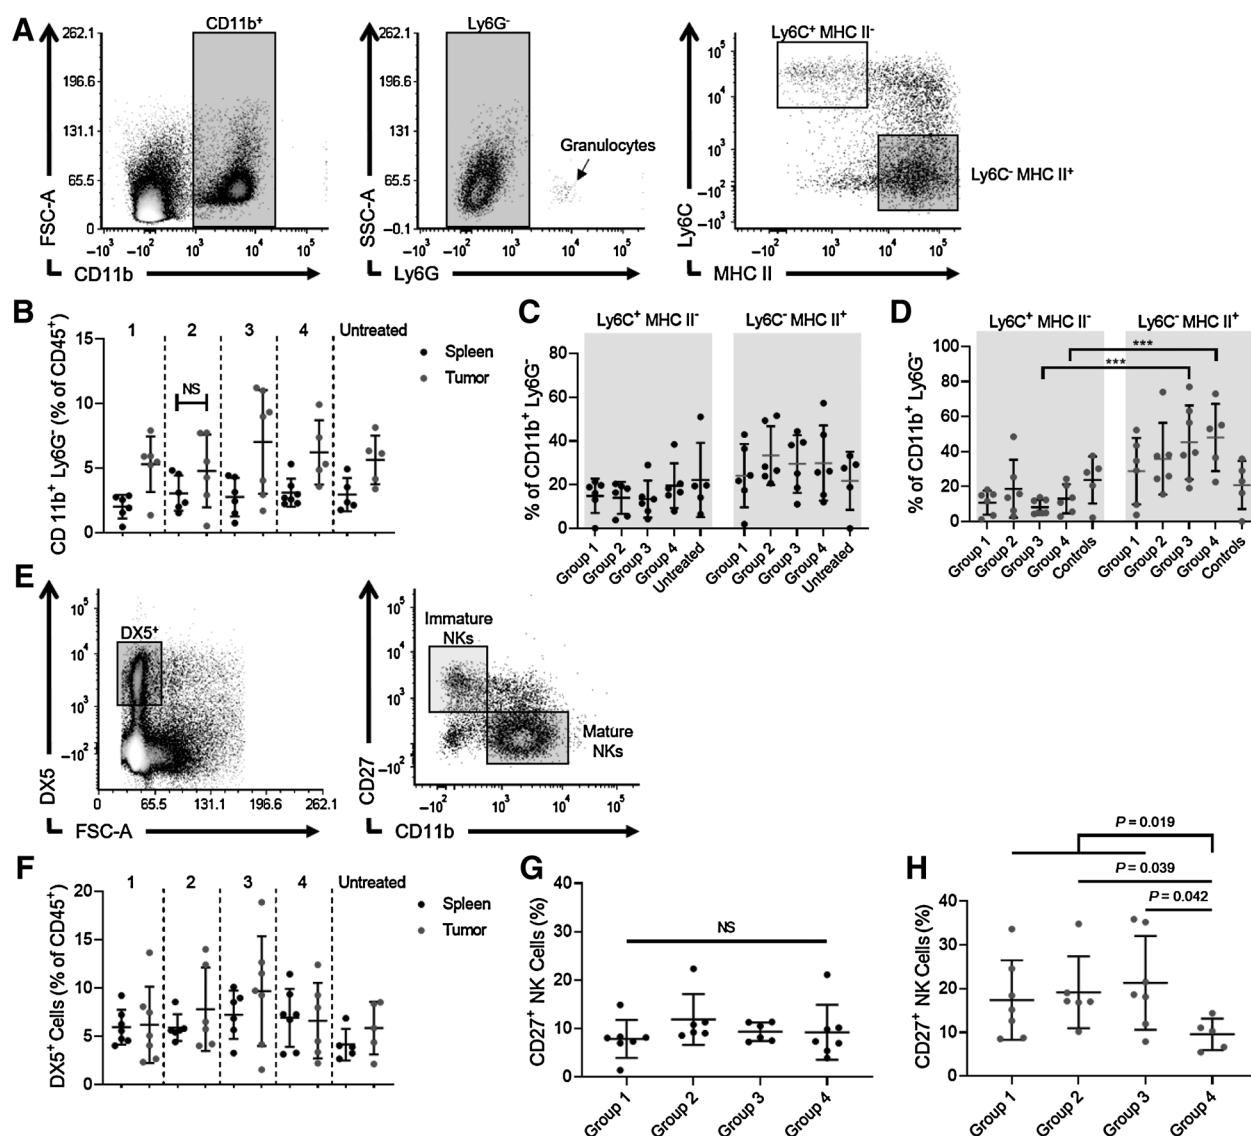 A
CD11b⁺
262.1
196.6
131.1
65.5
0
FSC-A
−10³ −10² 10³ 10⁴ 10⁵
CD11b
Ly6G⁻
262.1
196.6
131
65.5
−0.1
SSC-A
Granulocytes
−10³ −10² 10³ 10⁴ 10⁵
Ly6G
Ly6C⁺ MHC II⁻
10⁵
10⁴
10³
−10²
−10³
Ly6C
Ly6C⁻ MHC II⁺
−10² 10³ 10⁴ 10⁵
MHC II
B
1 2 3 4 Untreated
15
10
5
0
CD 11b⁺ Ly6G⁻ (% of CD45⁺)
NS
Spleen
Tumor
C
Ly6C⁺ MHC II⁻ Ly6C⁻ MHC II⁺
80
60
40
20
0
% of CD11b⁺ Ly6G⁻
Group 1 Group 2 Group 3 Group 4 Untreated Group 1 Group 2 Group 3 Group 4 Untreated
D
Ly6C⁺ MHC II⁻ Ly6C⁻ MHC II⁺
100
80
60
40
20
0
% of CD11b⁺ Ly6G⁻
***
***
Group 1 Group 2 Group 3 Group 4 Controls Group 1 Group 2 Group 3 Group 4 Controls
E
10⁵
10⁴
10³
−10²
DX5
DX5⁺
0 65.5 131.1 196.6 262.1
FSC-A
10⁵
10⁴
10³
−10²
CD27
Immature
NKs
Mature
NKs
−10² 10³ 10⁴ 10⁵
CD11b
F
1 2 3 4 Untreated
20
15
10
5
0
DX5⁺ Cells (% of CD45⁺)
Spleen
Tumor
G
40
30
20
10
0
CD27⁺ NK Cells (%)
NS
Group 1 Group 2 Group 3 Group 4
H
P = 0.019
P = 0.039
P = 0.042
40
30
20
10
0
CD27⁺ NK Cells (%)
Group 1 Group 2 Group 3 Group 4